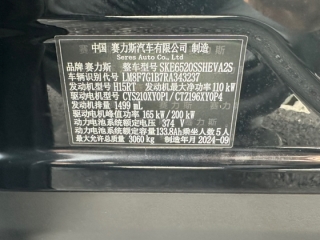 中国 赛力斯汽车有限公司 制造
Seres Auto Co., Ltd
品牌 赛力斯 整车型号 SKE6520SSHEVA2S
车辆识别代号 LM8F7G1B7RA343237
发动机型号 H15RT 发动机最大净功率 110 kW
驱动电机型号 CYS210XY0P1/CTZ196XY0P4
发动机排量 1499 mL
驱动电机峰值功率 165 kW/200 kW
动力电池系统额定电压 374 V
动力电池系统额定容量 133.8Ah 乘坐人数 5 人
最大允许总质量 3060 kg 制造年月 2024-09